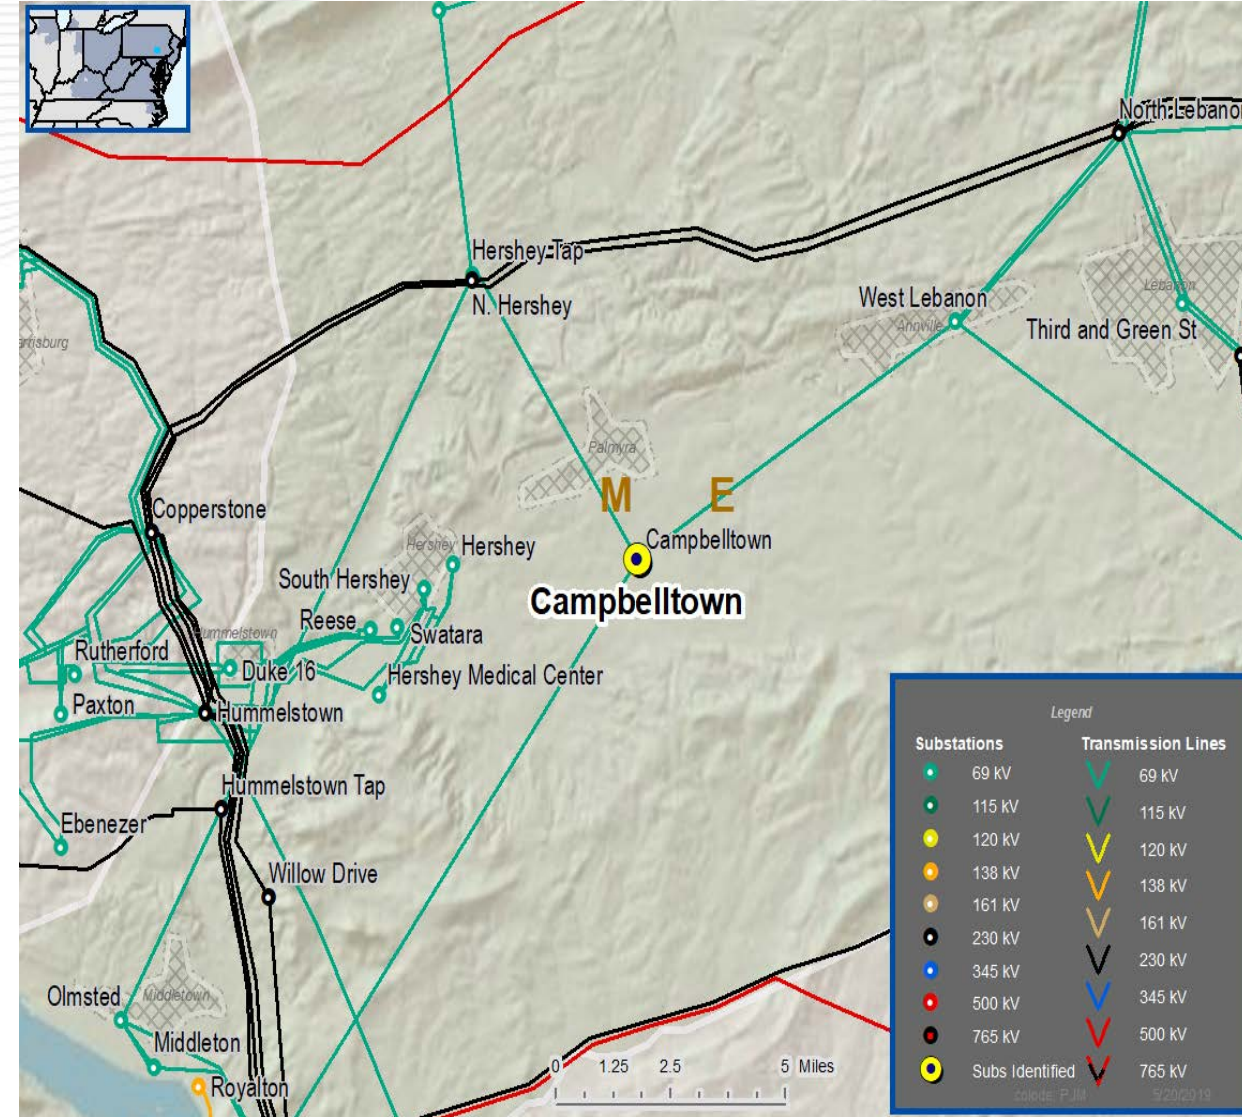 North Lebanon
Hershey Tap
N. Hershey
West Lebanon
Annville
Lebanon
Third and Green St
Palmyra
M E
Copperstone
Hershey
Hershey
Campbelltown
Campbelltown
South Hershey
Reese
Swatara
Hummelstown
Rutherford
Duke 16
Hershey Medical Center
Paxton
Hummelstown
Hummelstown Tap
Ebenezer
Willow Drive
Olmsted
Middletown
Middleton
Royalton
0 1.25 2.5 5 Miles
Legend
Substations Transmission Lines
69 kV 69 kV
115 kV 115 kV
120 kV 120 kV
138 kV 138 kV
161 kV 161 kV
230 kV 230 kV
345 kV 345 kV
500 kV 500 kV
765 kV 765 kV
Subs Identified
PJM 5/20/2019